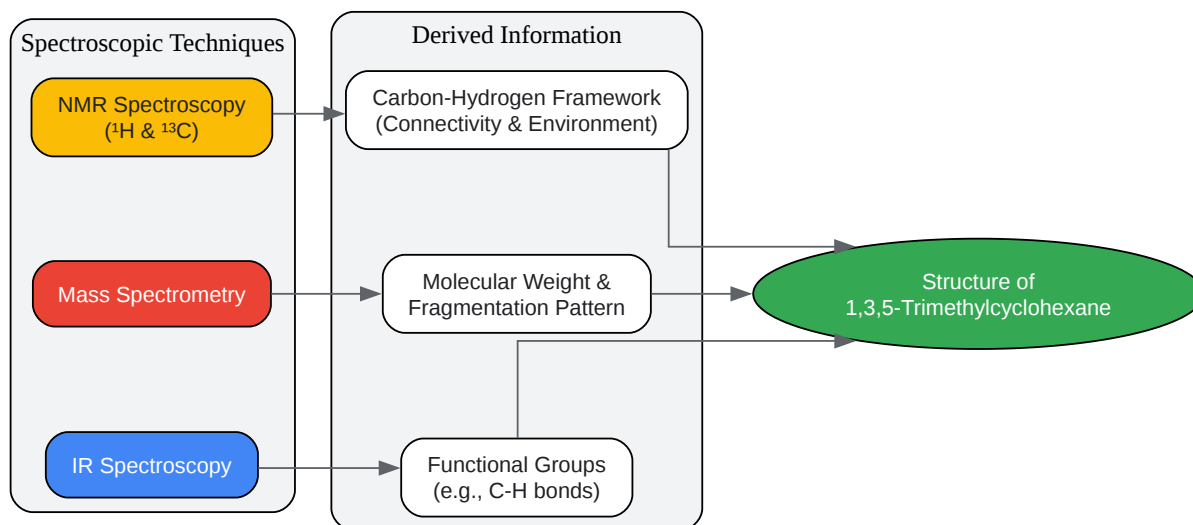 Spectroscopic Techniques
Derived Information
NMR Spectroscopy
(¹H & ¹³C)
Carbon-Hydrogen Framework
(Connectivity & Environment)
Mass Spectrometry
Molecular Weight &
Fragmentation Pattern
Structure of
1,3,5-Trimethylcyclohexane
IR Spectroscopy
Functional Groups
(e.g., C-H bonds)